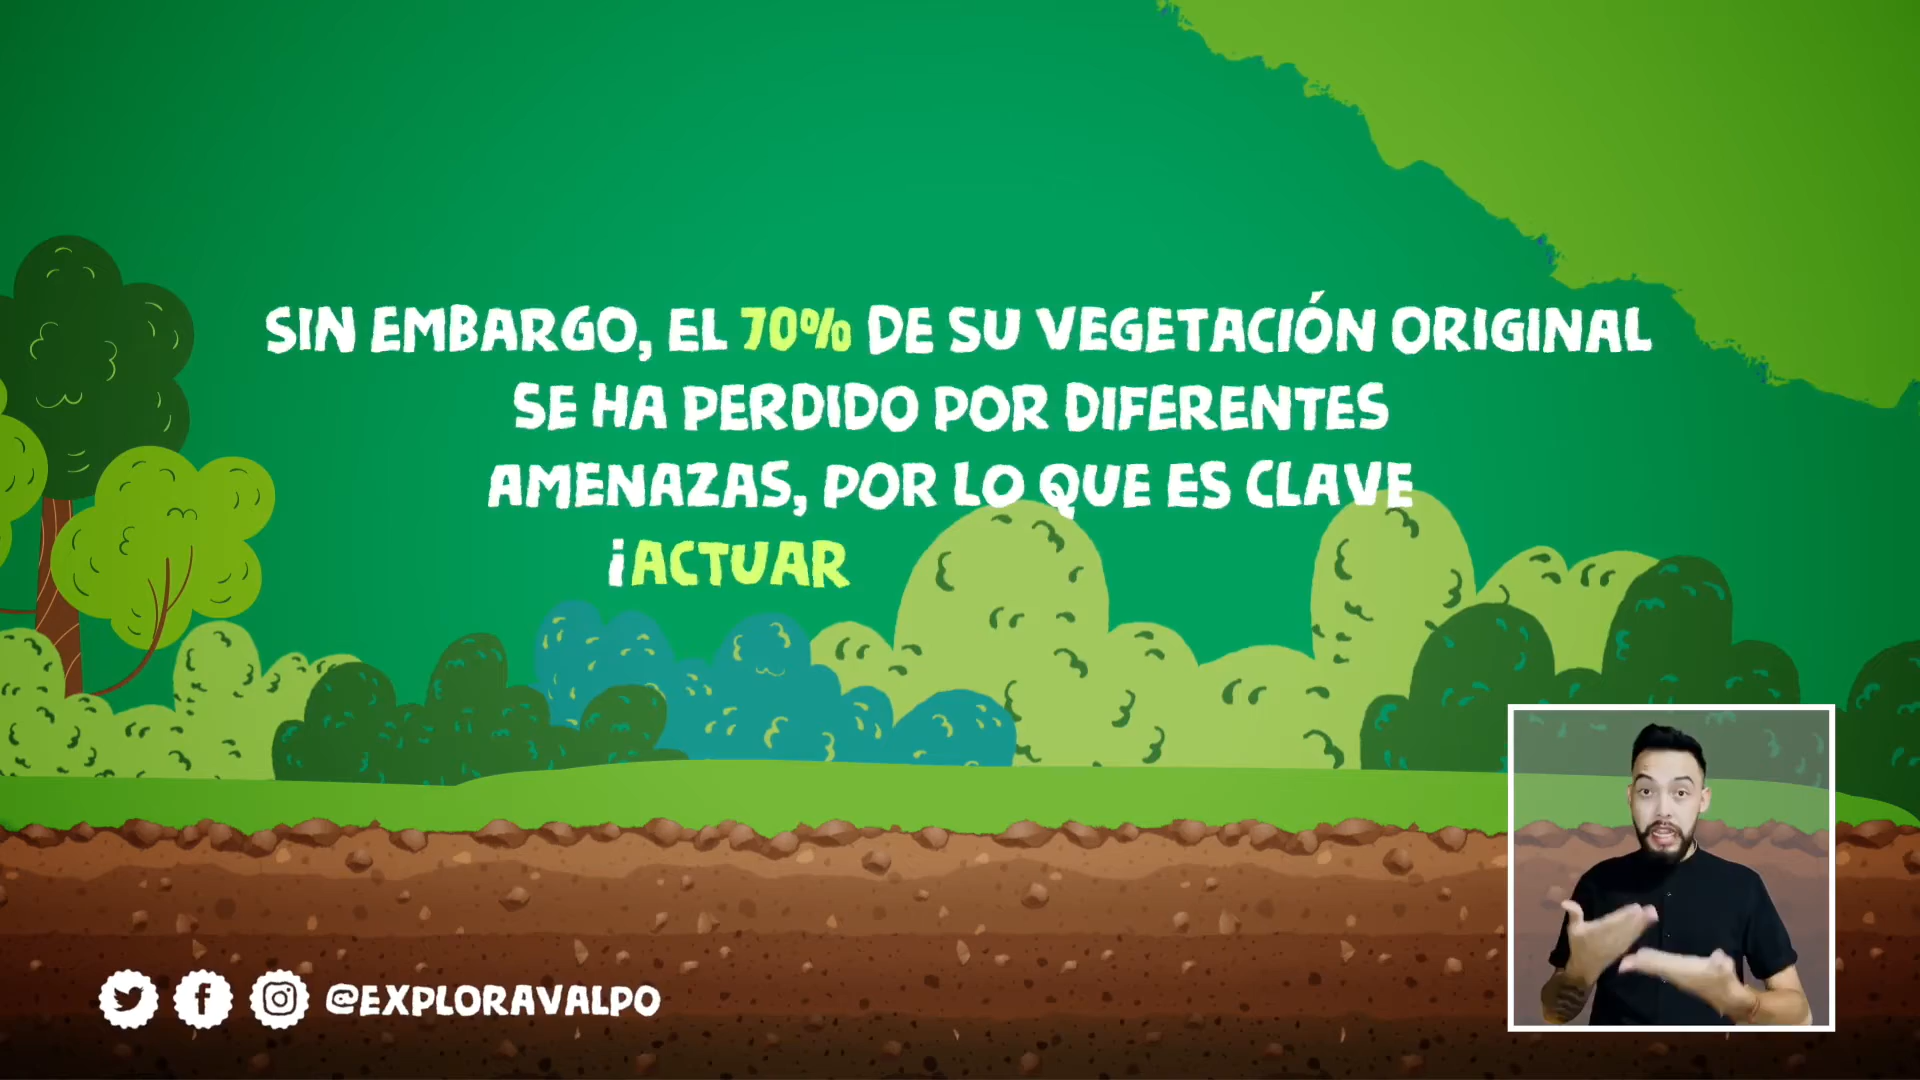 SIN EMBARGO, EL 70% DE SU VEGETACIÓN ORIGINAL
SE HA PERDIDO POR DIFERENTES
AMENAZAS, POR LO QUE ES CLAVE
¡ACTUAR
@EXPLORAVALPO